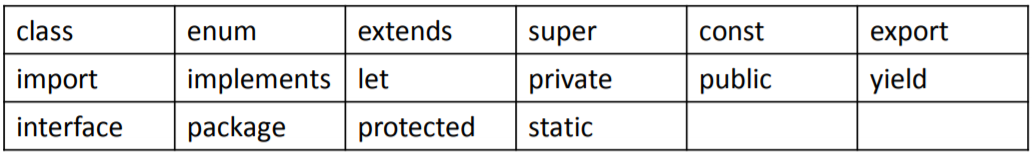 class enum extends super const export
import implements let private public yield
interface package protected static